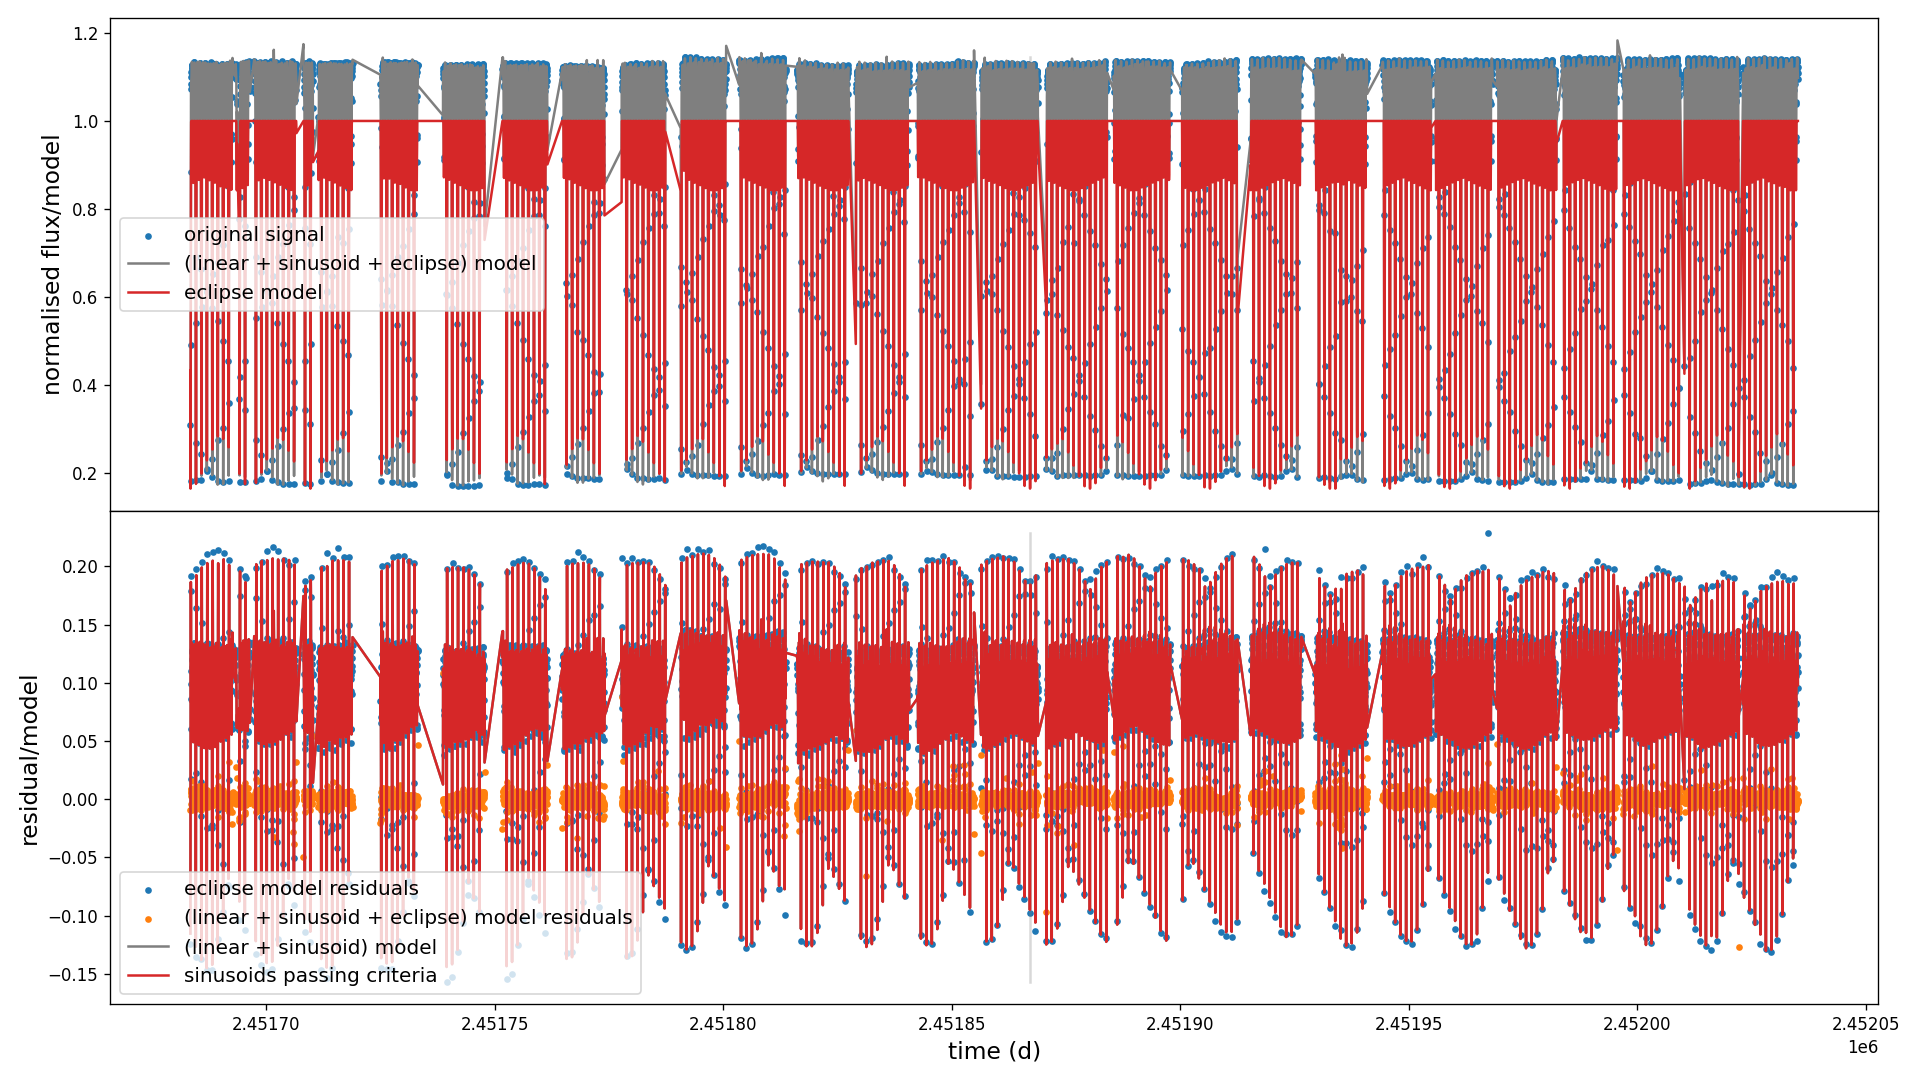 1.2
1.0
0.8
0.6
0.4
0.2
normalised flux/model
original signal
(linear + sinusoid + eclipse) model
eclipse model
0.20
0.15
0.10
0.05
0.00
−0.05
−0.10
−0.15
residual/model
eclipse model residuals
(linear + sinusoid + eclipse) model residuals
(linear + sinusoid) model
sinusoids passing criteria
2.45170 2.45175 2.45180 2.45185 2.45190 2.45195 2.45200 2.45205
time (d)
1e6